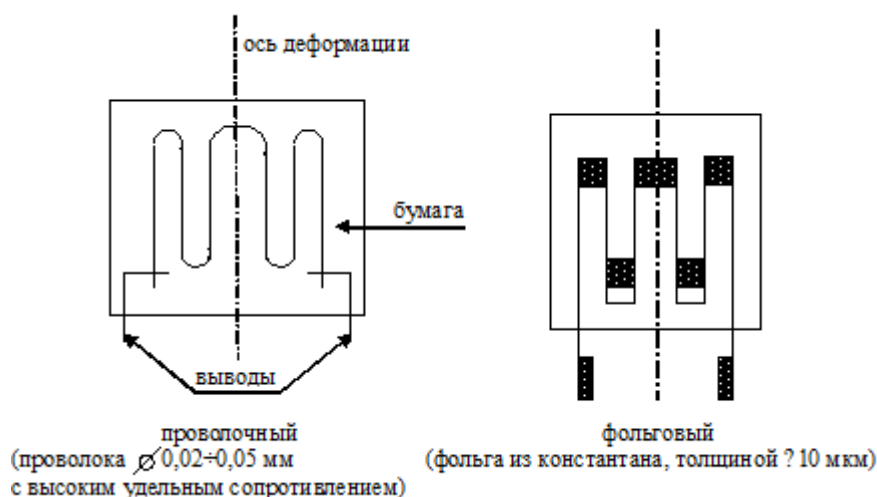 ось деформации
бумага
выводы
проволочный
(проволока ⌀ 0,02÷0,05 мм
с высоким удельным сопротивлением)
фольговый
(фольга из константана, толщиной ? 10 мкм)